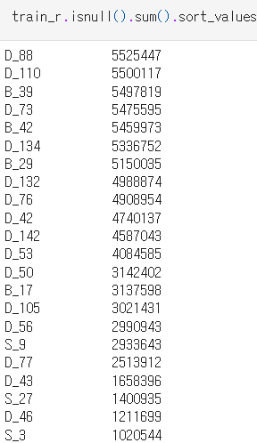 train_r.isnull().sum().sort_values
D_88 5525447
D_110 5500117
B_39 5497819
D_73 5475595
B_42 5459973
D_134 5336752
B_29 5150035
D_132 4988874
D_76 4908954
D_42 4740137
D_142 4587043
D_53 4084585
D_50 3142402
B_17 3137598
D_105 3021431
D_56 2990943
S_9 2933643
D_77 2513912
D_43 1658396
S_27 1400935
D_46 1211699
S_3 1020544